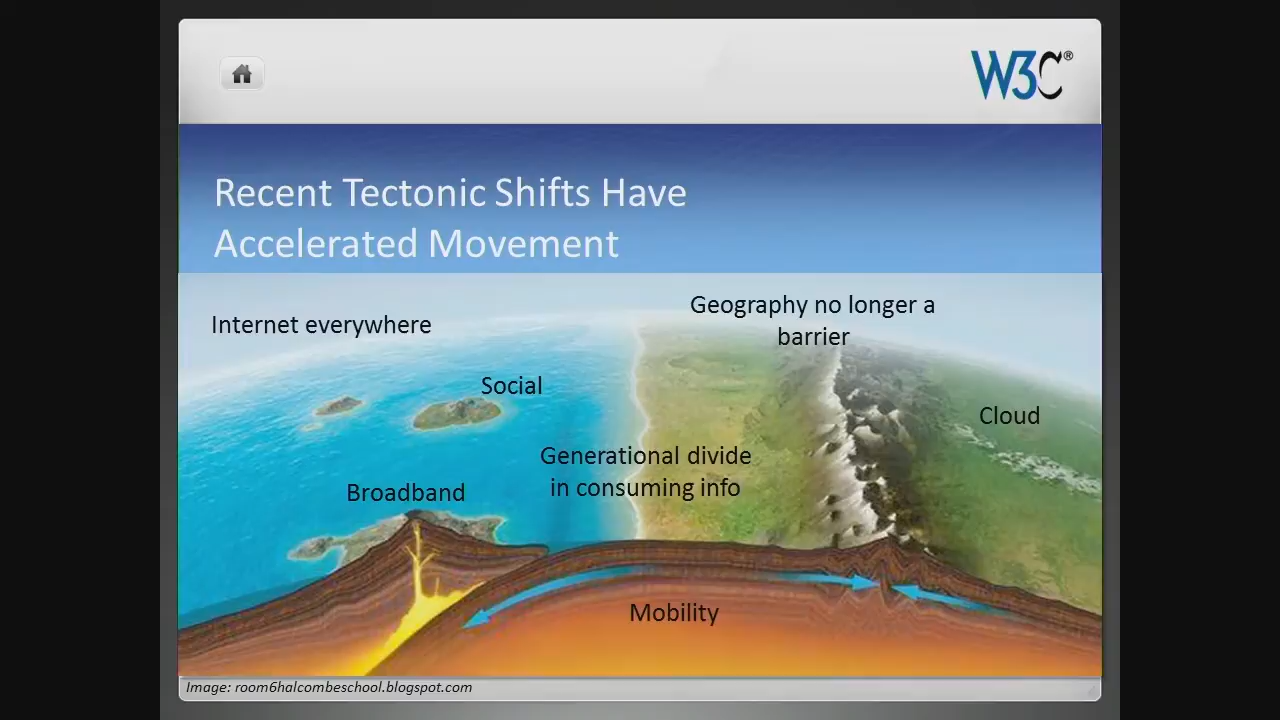 W3C®
Recent Tectonic Shifts Have
Accelerated Movement
Internet everywhere
Geography no longer a
barrier
Social
Cloud
Generational divide
in consuming info
Broadband
Mobility
Image: room6halcombeschool.blogspot.com